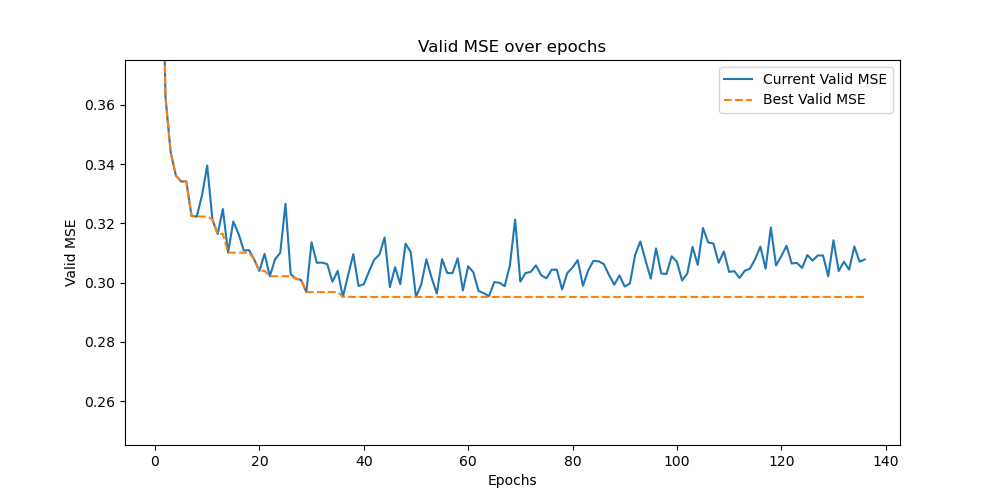 Valid MSE over epochs
Current Valid MSE
Best Valid MSE
Valid MSE
0.36
0.34
0.32
0.30
0.28
0.26
0
20
40
60
80
100
120
140
Epochs